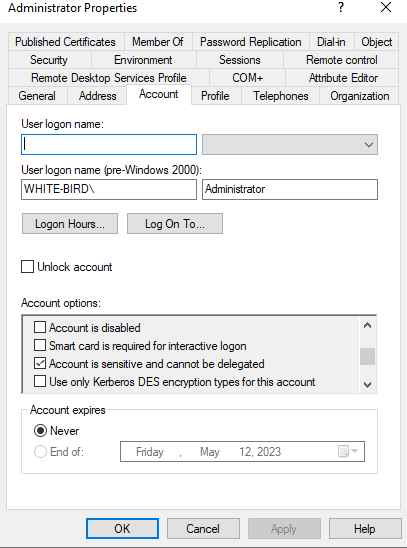 Administrator Properties ? ×
Published Certificates Member Of Password Replication Dial-in Object
Security Environment Sessions Remote control
Remote Desktop Services Profile COM+ Attribute Editor
General Address Account Profile Telephones Organization
User logon name:
User logon name (pre-Windows 2000):
WHITE-BIRD\ Administrator
Logon Hours... Log On To...
Unlock account
Account options:
Account is disabled
Smart card is required for interactive logon
Account is sensitive and cannot be delegated
Use only Kerberos DES encryption types for this account
Account expires
Never
End of: Friday , May 12, 2023
OK Cancel Apply Help